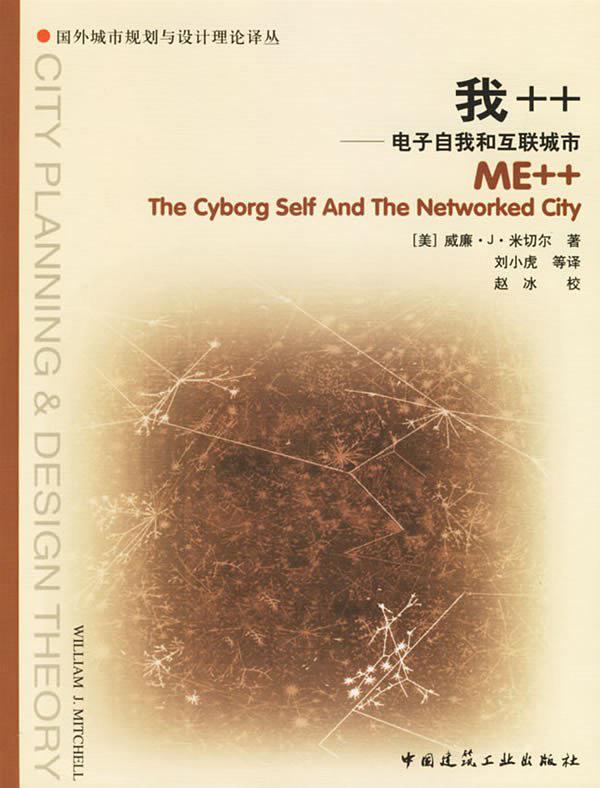 国外城市规划与设计理论译丛
CITY PLANNING & DESIGN THEORY
我++
——电子自我和互联城市
ME++
The Cyborg Self And The Networked City
[美] 威廉·J·米切尔 著
刘小虎 等译
赵冰 校
WILLIAM J. MITCHELL
中国建筑工业出版社